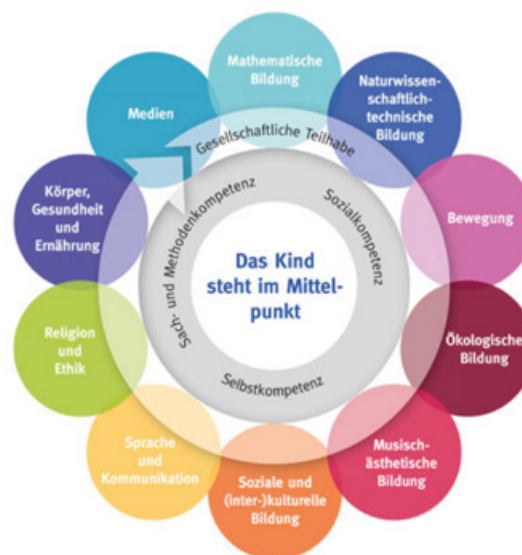 Mathematische
Bildung
Naturwissen-
schaftlich-
technische
Bildung
Bewegung
Ökologische
Bildung
Musisch-
ästhetische
Bildung
Soziale und
(inter-)kulturelle
Bildung
Sprache
und
Kommunikation
Religion
und
Ethik
Körper,
Gesundheit
und
Ernährung
Medien
Gesellschaftliche Teilhabe
Sach- und Methodenkompetenz
Sozialkompetenz
Selbstkompetenz
Das Kind
steht im Mittel-
punkt